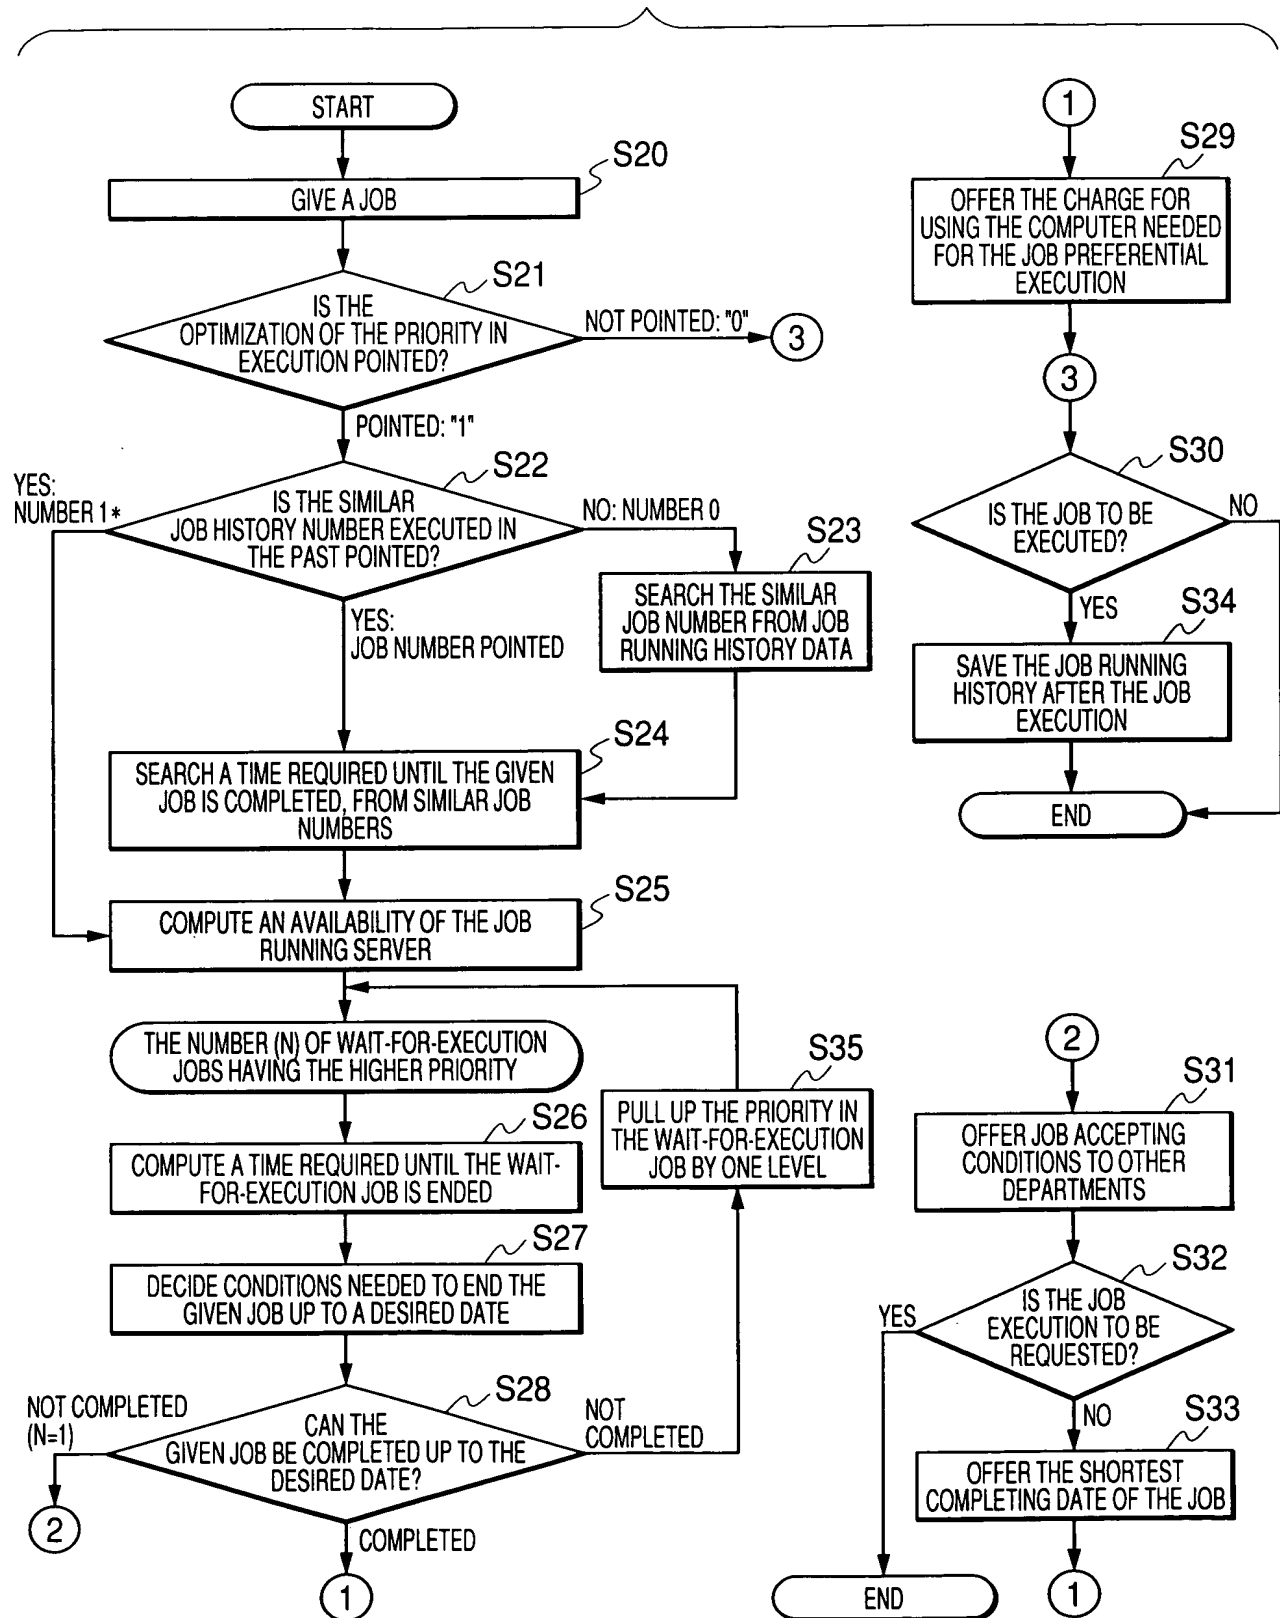 START
S20
GIVE A JOB
S21
IS THE
OPTIMIZATION OF THE PRIORITY IN
EXECUTION POINTED?
NOT POINTED: "0"
3
POINTED: "1"
S22
YES:
NUMBER 1*
IS THE SIMILAR
JOB HISTORY NUMBER EXECUTED IN
THE PAST POINTED?
NO: NUMBER 0
S23
SEARCH THE SIMILAR
JOB NUMBER FROM JOB
RUNNING HISTORY DATA
YES:
JOB NUMBER POINTED
S24
SEARCH A TIME REQUIRED UNTIL THE GIVEN
JOB IS COMPLETED, FROM SIMILAR JOB
NUMBERS
S25
COMPUTE AN AVAILABILITY OF THE JOB
RUNNING SERVER
THE NUMBER (N) OF WAIT-FOR-EXECUTION
JOBS HAVING THE HIGHER PRIORITY
S35
PULL UP THE PRIORITY IN
THE WAIT-FOR-EXECUTION
JOB BY ONE LEVEL
S26
COMPUTE A TIME REQUIRED UNTIL THE WAIT-
FOR-EXECUTION JOB IS ENDED
S27
DECIDE CONDITIONS NEEDED TO END THE
GIVEN JOB UP TO A DESIRED DATE
S28
NOT COMPLETED
(N=1)
CAN THE
GIVEN JOB BE COMPLETED UP TO THE
DESIRED DATE?
NOT
COMPLETED
2
COMPLETED
1
1
S29
OFFER THE CHARGE FOR
USING THE COMPUTER NEEDED
FOR THE JOB PREFERENTIAL
EXECUTION
3
S30
IS THE JOB TO BE
EXECUTED?
NO
YES
S34
SAVE THE JOB RUNNING
HISTORY AFTER THE JOB
EXECUTION
END
2
S31
OFFER JOB ACCEPTING
CONDITIONS TO OTHER
DEPARTMENTS
S32
YES
IS THE JOB
EXECUTION TO BE
REQUESTED?
NO
S33
OFFER THE SHORTEST
COMPLETING DATE OF THE JOB
END
1